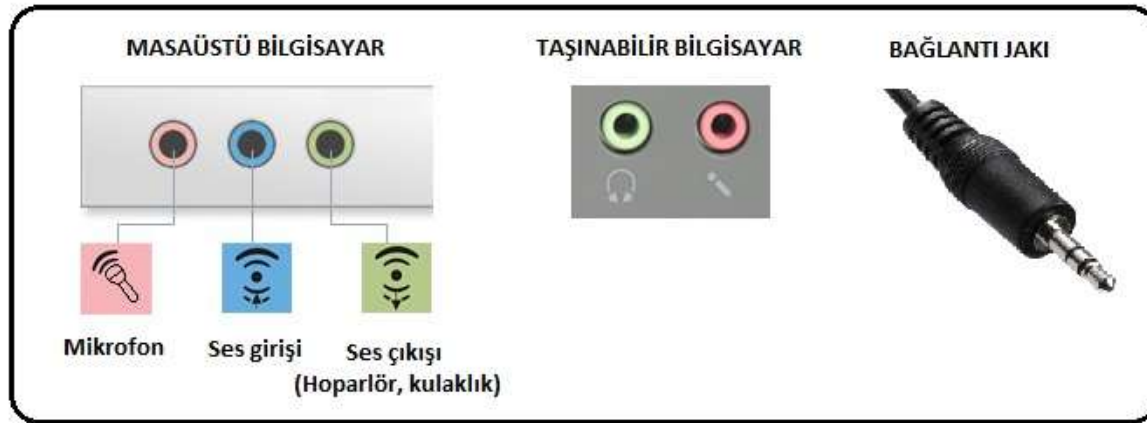 MASAÜSTÜ BİLGİSAYAR
TAŞINABİLİR BİLGİSAYAR
BAĞLANTI JAKI
Mikrofon
Ses girişi
Ses çıkışı
(Hoparlör, kulaklık)